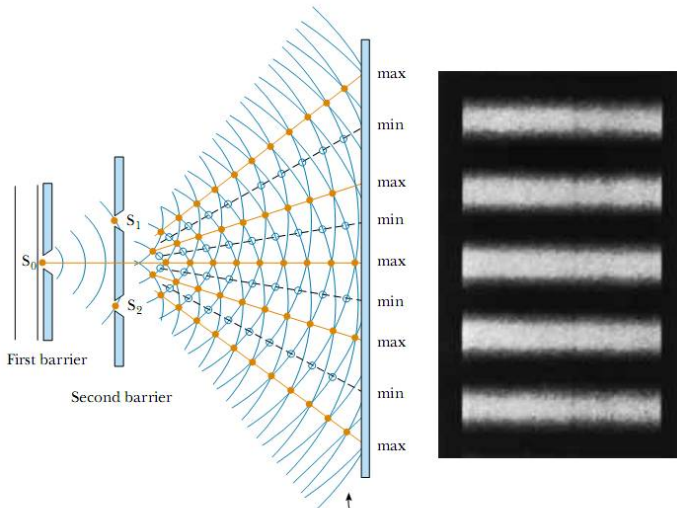 max
min
max
S1
min
S0
max
S2
min
max
First barrier
min
Second barrier
max